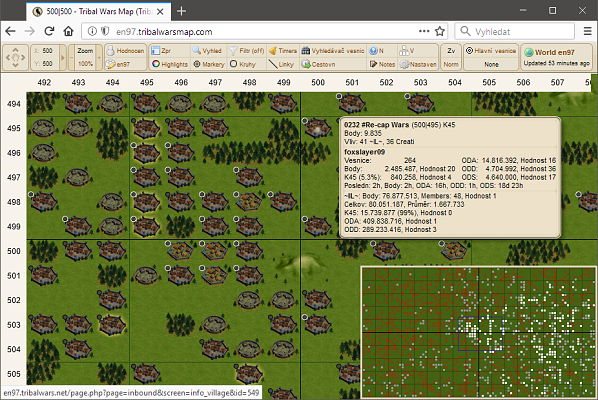 500|500 - Tribal Wars Map (Trib
en97.tribalwarsmap.com
Vyhledat
X: 500
Y: 500
Zoom
100%
Hodnocen
en97
Zpr
Highlights
Vyhled
Markery
Filtr (off)
Kruhy
Timers
Linky
Vyhledávač vesnic
Cestovn
N
Notes
V
Nastaven
Zv
Norm
Hlavní vesnice
None
World en97
Updated 53 minutes ago
492 493 494 495 496 497 498 499 500 501 502 503 504 505 506 507
494
495
496
497
498
499
500
501
502
503
504
505
0232 #Re-cap Wars (500|495) K45
Body: 9.835
Vliv: 41 ~IL~, 36 Creati
foxslayer09
Vesnice: 264 ODA: 14.816.392, Hodnost 16
Body: 2.485.487, Hodnost 20 ODD: 4.704.992, Hodnost 36
K45 (5.3%): 840.258, Hodnost 4 ODS: 4.640.000, Hodnost 17
Posledn: 2h, Body: 2h, ODA: 16h, ODD: 1h, ODS: 18d 23h
~IL~: Body: 76.877.513, Members: 48, Hodnost 1
Celkov: 80.051.187, Průměr: 1.667.733
K45: 15.739.877 (99%), Hodnost 0
ODA: 409.838.716, Hodnost 1
ODD: 289.233.416, Hodnost 3
en97.tribalwars.net/page.php?page=inbound&screen=info_village&id=549